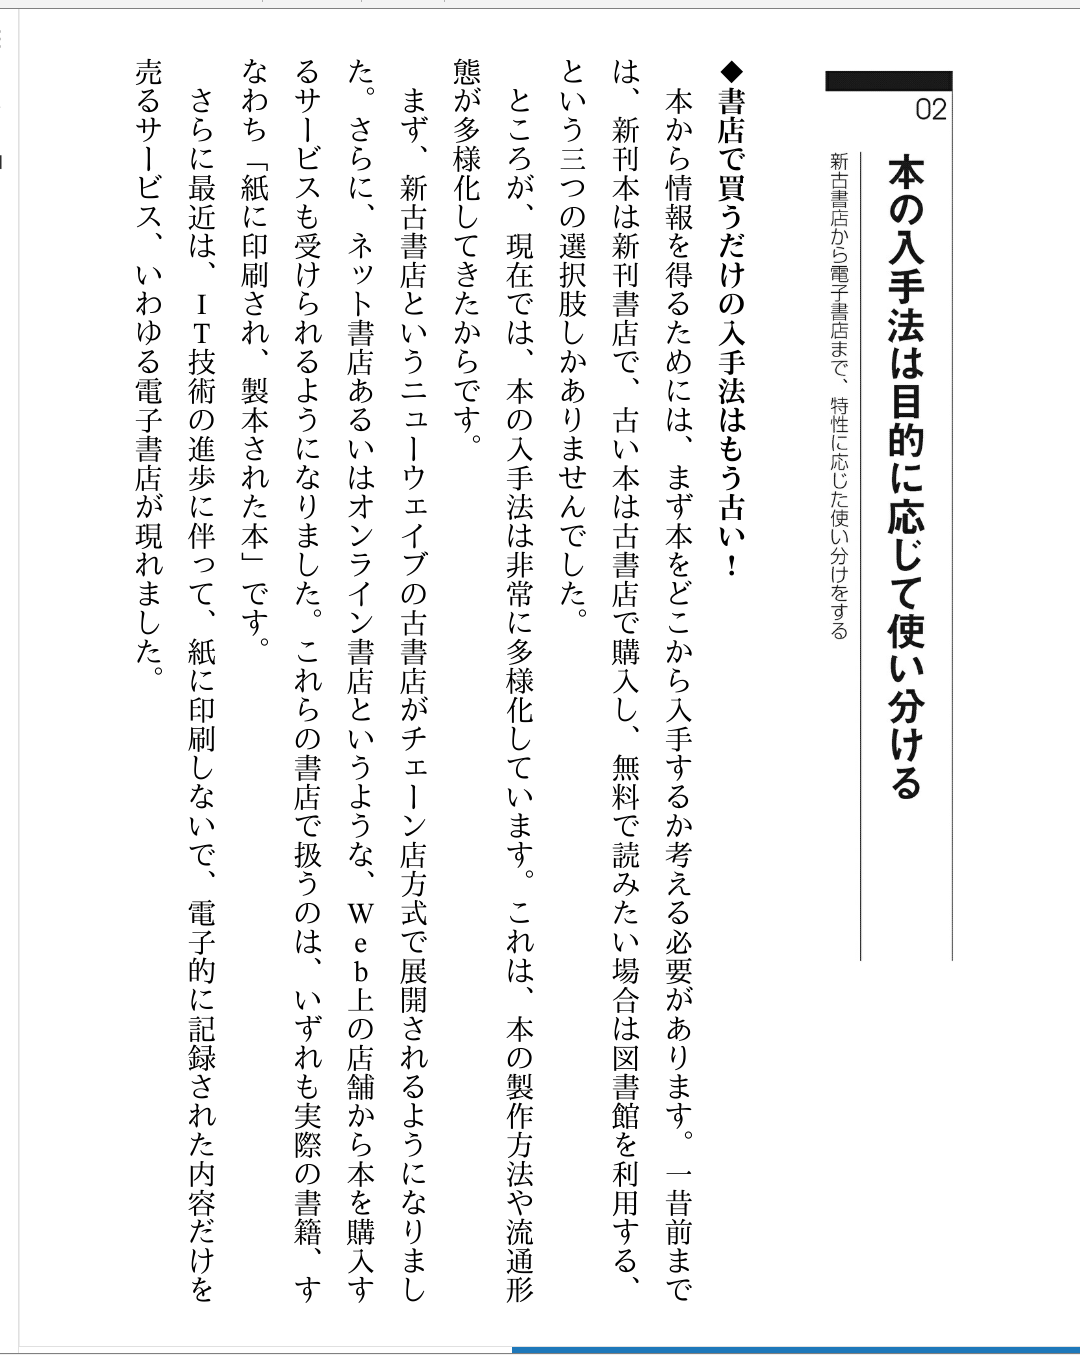 02
本の入手法は目的に応じて使い分ける
新古書店から電子書店まで、特性に応じた使い分けをする
◆書店で買うだけの入手法はもう古い！
本から情報を得るためには、まず本をどこから入手するか考える必要があります。一昔前まで
は、新刊本は新刊書店で、古い本は古書店で購入し、無料で読みたい場合は図書館を利用する、
という三つの選択肢しかありませんでした。
ところが、現在では、本の入手法は非常に多様化しています。これは、本の製作方法や流通形
態が多様化してきたからです。
まず、新古書店というニューウェイブの古書店がチェーン店方式で展開されるようになりまし
た。さらに、ネット書店あるいはオンライン書店というような、Web上の店舗から本を購入す
るサービスも受けられるようになりました。これらの書店で扱うのは、いずれも実際の書籍、す
なわち「紙に印刷され、製本された本」です。
さらに最近は、IT技術の進歩に伴って、紙に印刷しないで、電子的に記録された内容だけを
売るサービス、いわゆる電子書店が現れました。